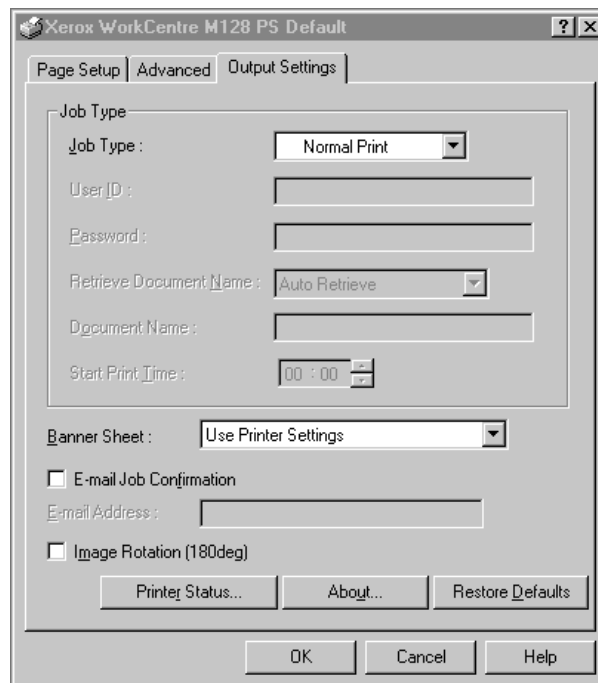 Xerox WorkCentre M128 PS Default
Page Setup Advanced Output Settings
Job Type
Job Type : Normal Print
User ID :
Password :
Retrieve Document Name : Auto Retrieve
Document Name :
Start Print Time : 00 : 00
Banner Sheet : Use Printer Settings
E-mail Job Confirmation
E-mail Address :
Image Rotation (180deg)
Printer Status... About... Restore Defaults
OK Cancel Help